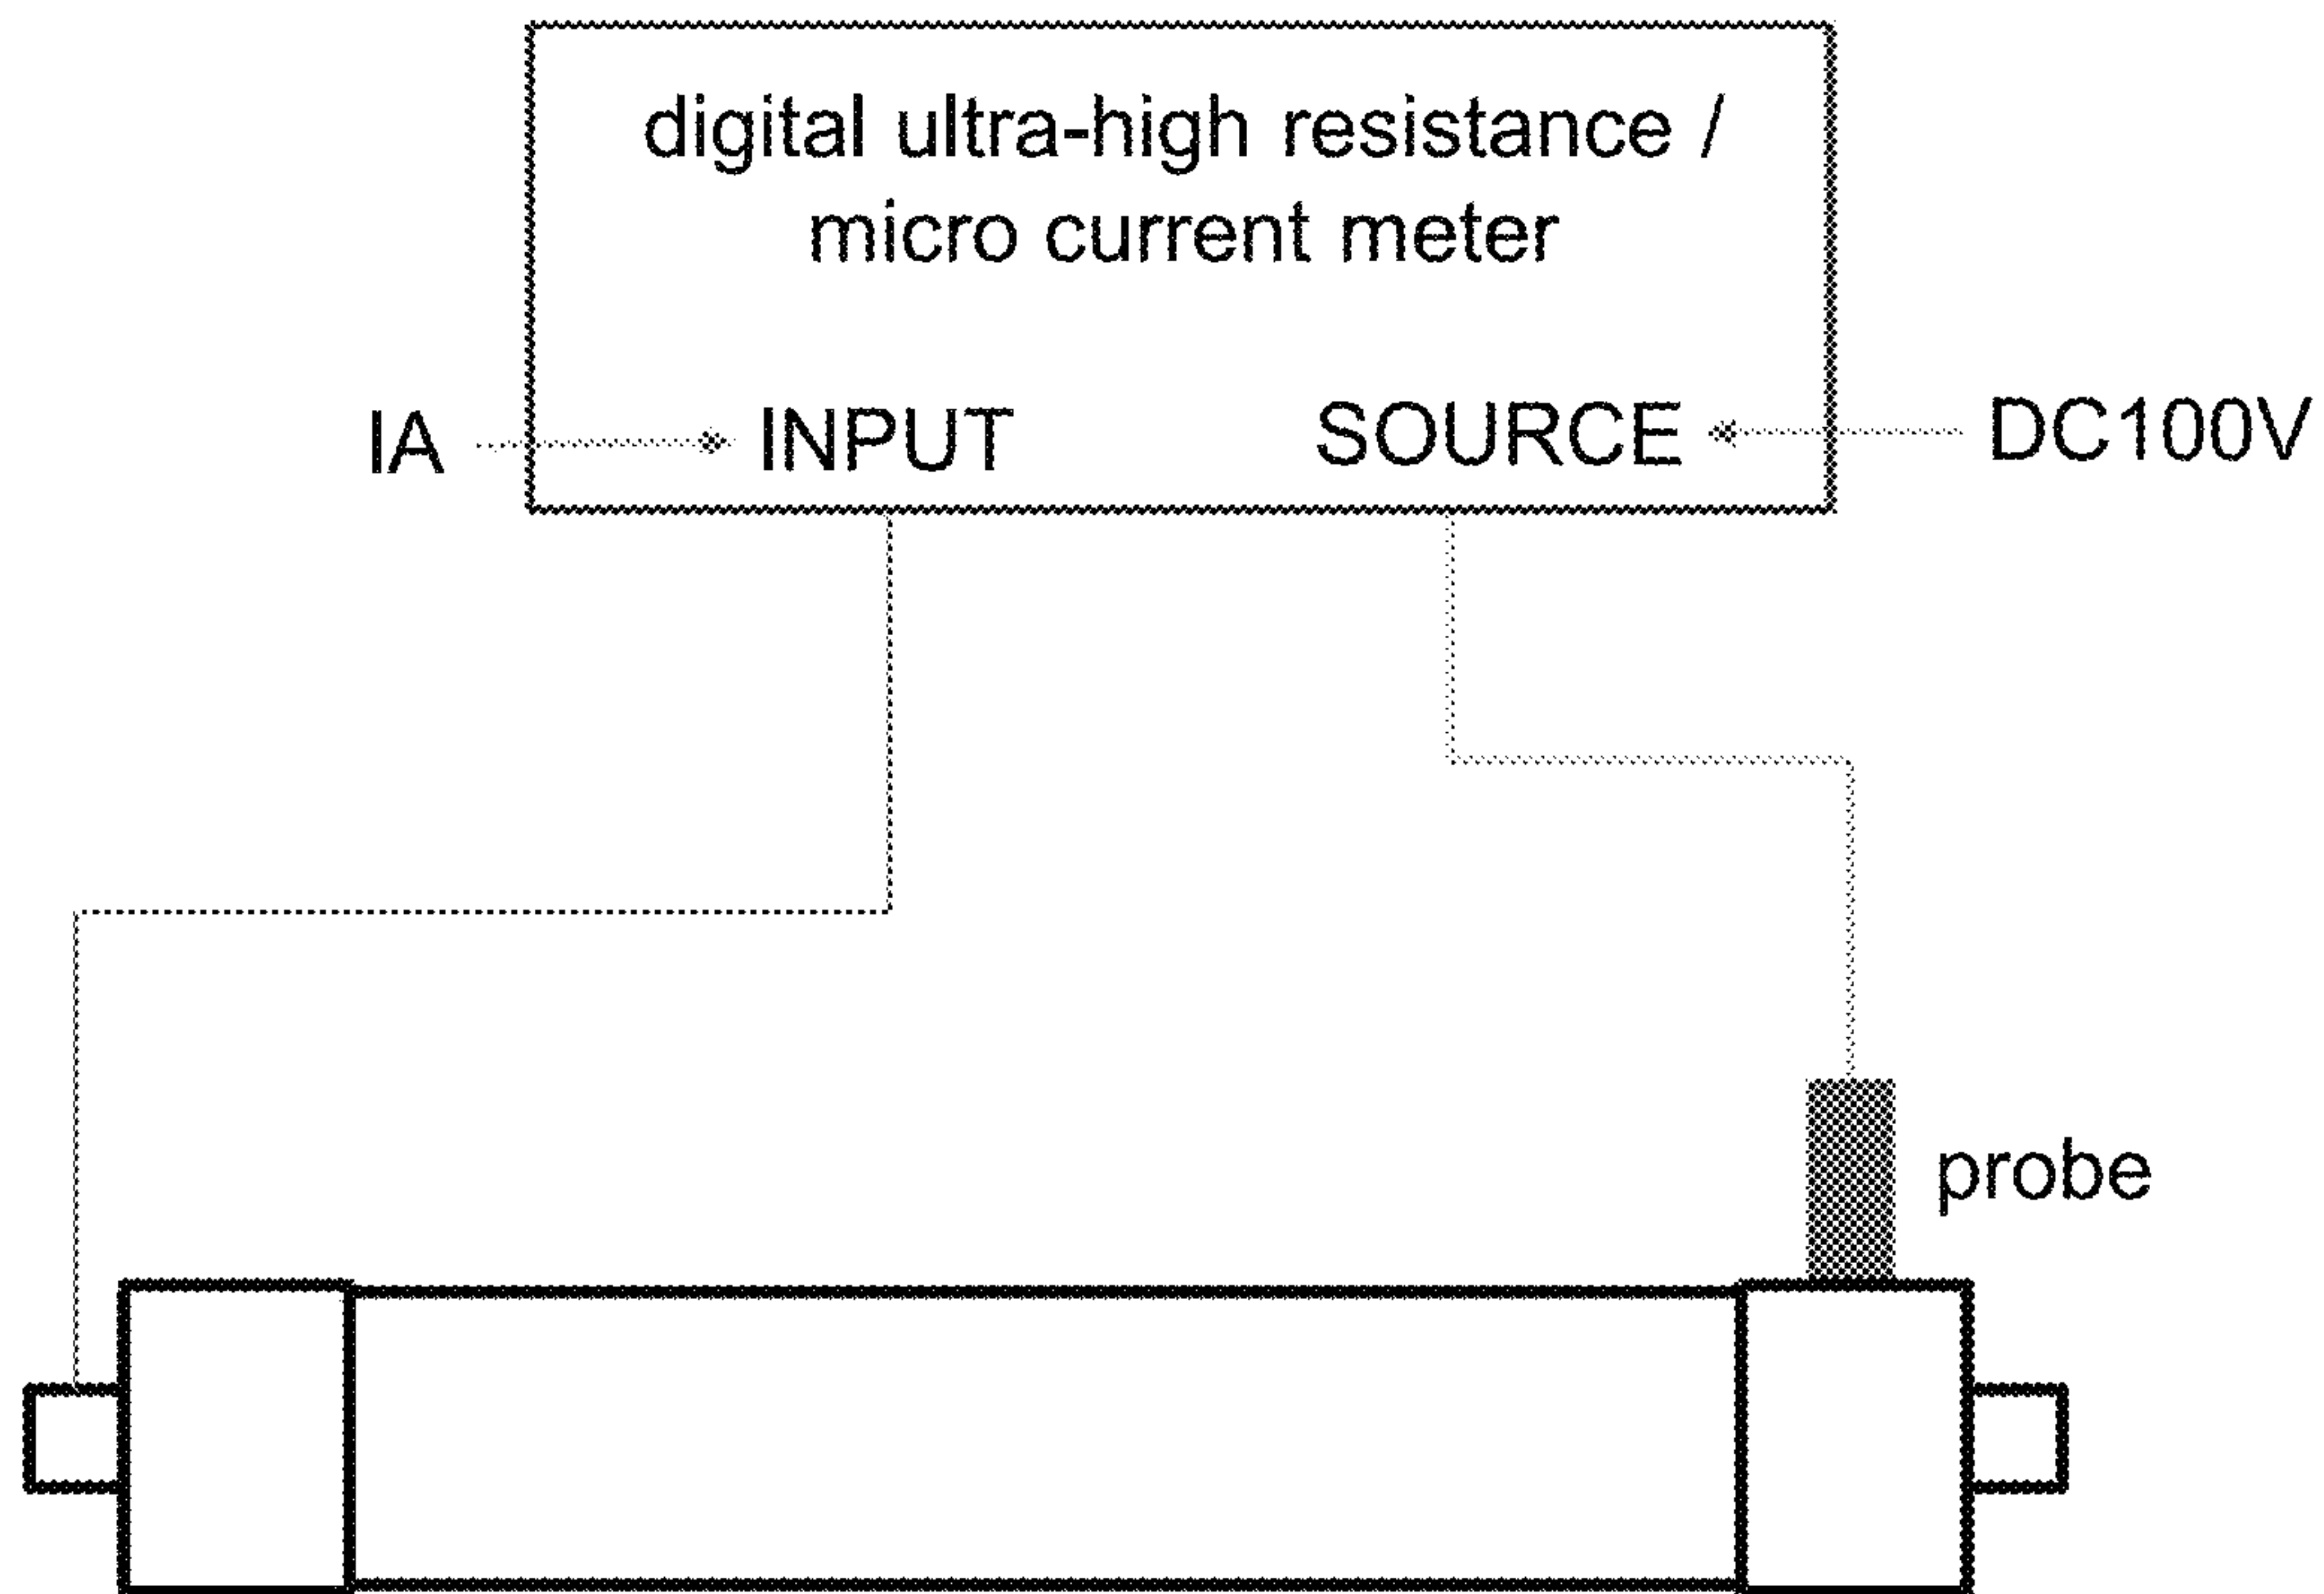 digital ultra-high resistance /
micro current meter
IA INPUT SOURCE DC100V
probe